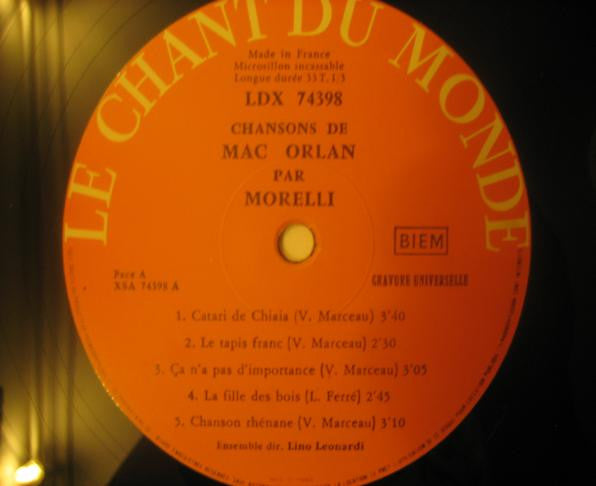 LE CHANT DU MONDE
Made in France
Microsillon incassable
Longue durée 33 T. 1/3
LDX 74398
CHANSONS DE
MAC ORLAN
PAR
MORELLI
BIEM
Face A
XSA 74398 A
GRAVURE UNIVERSELLE
1. Catari de Chiaia (V. Marceau) 3'40
2. Le tapis franc (V. Marceau) 2'30
3. Ça n'a pas d'importance (V. Marceau) 3'05
4. La fille des bois (L. Ferré) 2'45
5. Chanson rhénane (V. Marceau) 3'10
Ensemble dir. Lino Leonardi